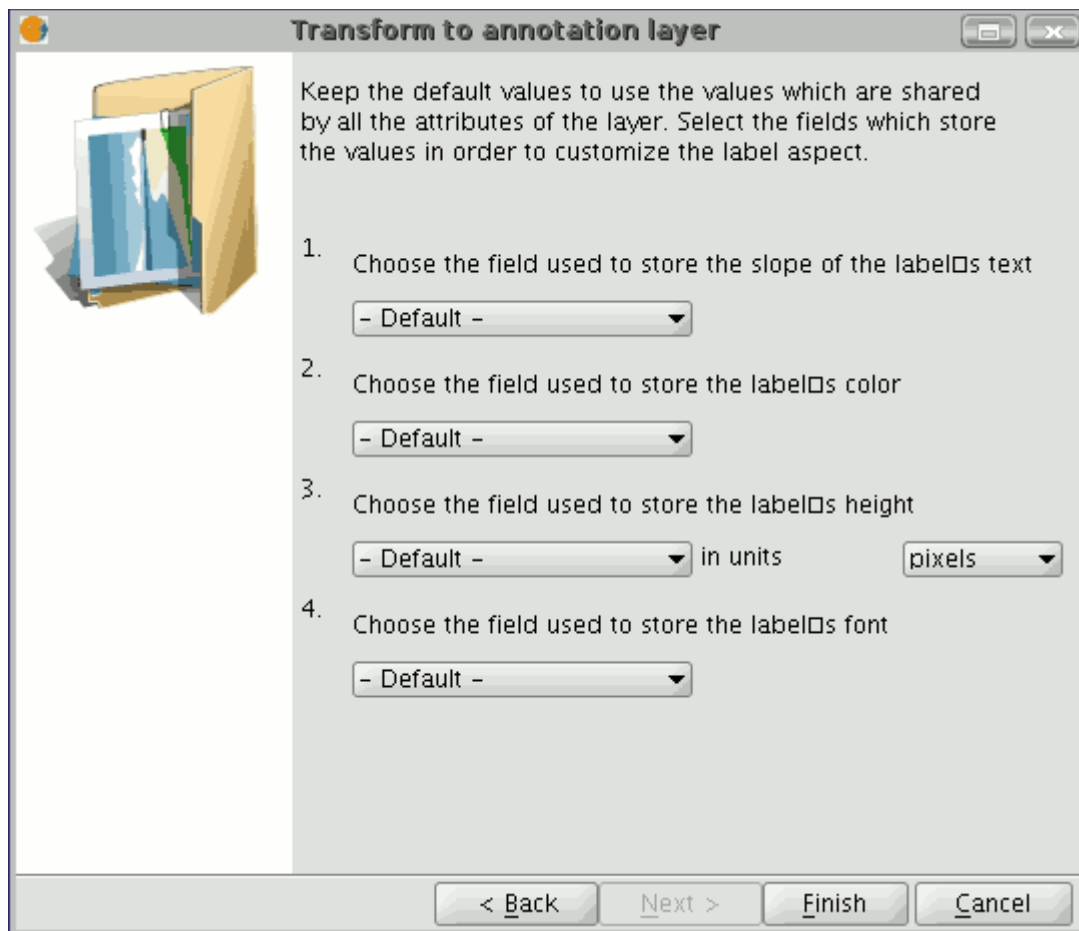 Transform to annotation layer
Keep the default values to use the values which are shared
by all the attributes of the layer. Select the fields which store
the values in order to customize the label aspect.
1.
Choose the field used to store the slope of the label□s text
- Default -
2.
Choose the field used to store the label□s color
- Default -
3.
Choose the field used to store the label□s height
- Default - in units pixels
4.
Choose the field used to store the label□s font
- Default -
< Back Next > Finish Cancel